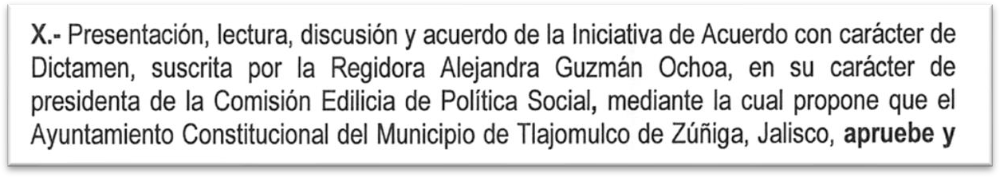 X.- Presentación, lectura, discusión y acuerdo de la Iniciativa de Acuerdo con carácter de
Dictamen, suscrita por la Regidora Alejandra Guzmán Ochoa, en su carácter de
presidenta de la Comisión Edilicia de Política Social, mediante la cual propone que el
Ayuntamiento Constitucional del Municipio de Tlajomulco de Zúñiga, Jalisco, apruebe y